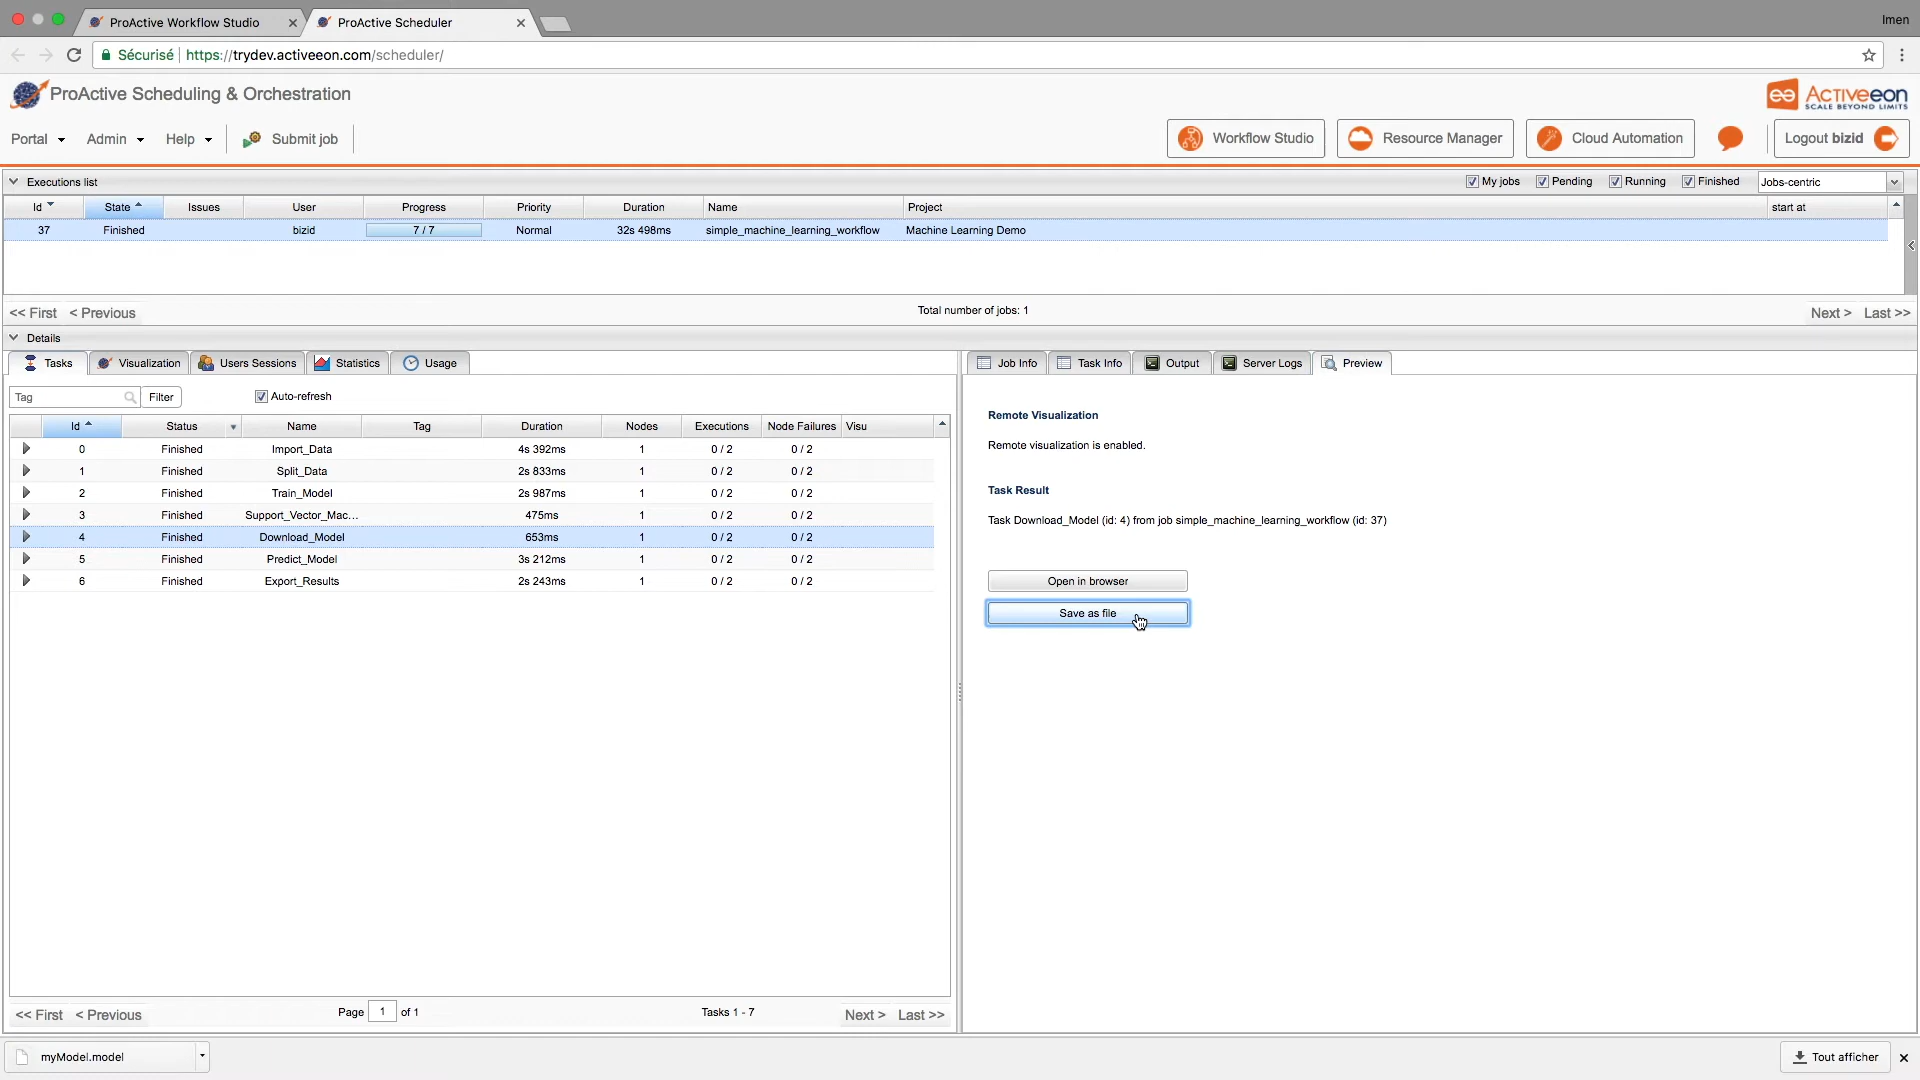 ProActive Workflow Studio
ProActive Scheduler
Imen
Sécurisé | https://trydev.activeeon.com/scheduler/
ProActive Scheduling & Orchestration
Activeeon
SCALE BEYOND LIMITS
Portal Admin Help Submit job
Workflow Studio Resource Manager Cloud Automation Logout bizid
Executions list
My jobs Pending Running Finished Jobs-centric
Id State Issues User Progress Priority Duration Name Project start at
37 Finished bizid 7 / 7 Normal 32s 498ms simple_machine_learning_workflow Machine Learning Demo
<< First < Previous Total number of jobs: 1 Next > Last >>
Details
Tasks Visualization Users Sessions Statistics Usage
Tag Filter Auto-refresh
Id Status Name Tag Duration Nodes Executions Node Failures Visu
0 Finished Import_Data 4s 392ms 1 0 / 2 0 / 2
1 Finished Split_Data 2s 833ms 1 0 / 2 0 / 2
2 Finished Train_Model 2s 987ms 1 0 / 2 0 / 2
3 Finished Support_Vector_Mac... 475ms 1 0 / 2 0 / 2
4 Finished Download_Model 653ms 1 0 / 2 0 / 2
5 Finished Predict_Model 3s 212ms 1 0 / 2 0 / 2
6 Finished Export_Results 2s 243ms 1 0 / 2 0 / 2
<< First < Previous Page 1 of 1 Tasks 1 - 7 Next > Last >>
Job Info Task Info Output Server Logs Preview
Remote Visualization
Remote visualization is enabled.
Task Result
Task Download_Model (id: 4) from job simple_machine_learning_workflow (id: 37)
Open in browser
Save as file
myModel.model
Tout afficher